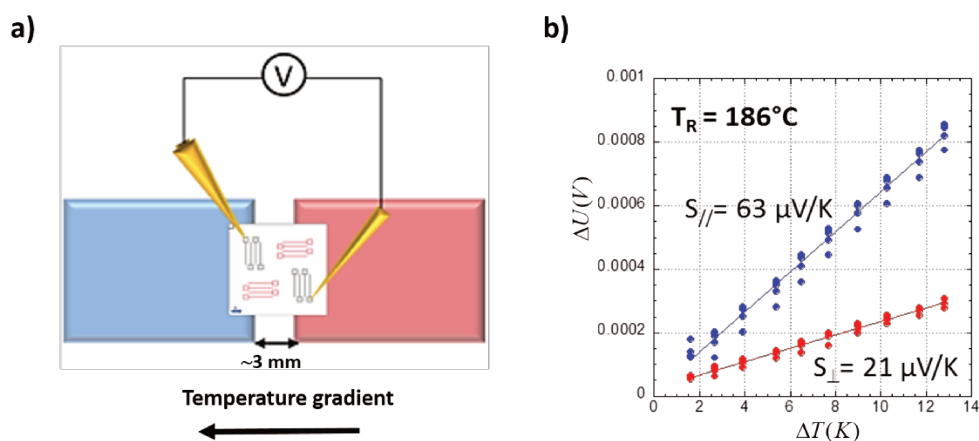 a)
V
~3 mm
Temperature gradient
b)
0.001
0.0008
0.0006
0.0004
0.0002
0
ΔU(V)
T_R = 186°C
S_// = 63 μV/K
S_⊥ = 21 μV/K
0 2 4 6 8 10 12 14
ΔT(K)